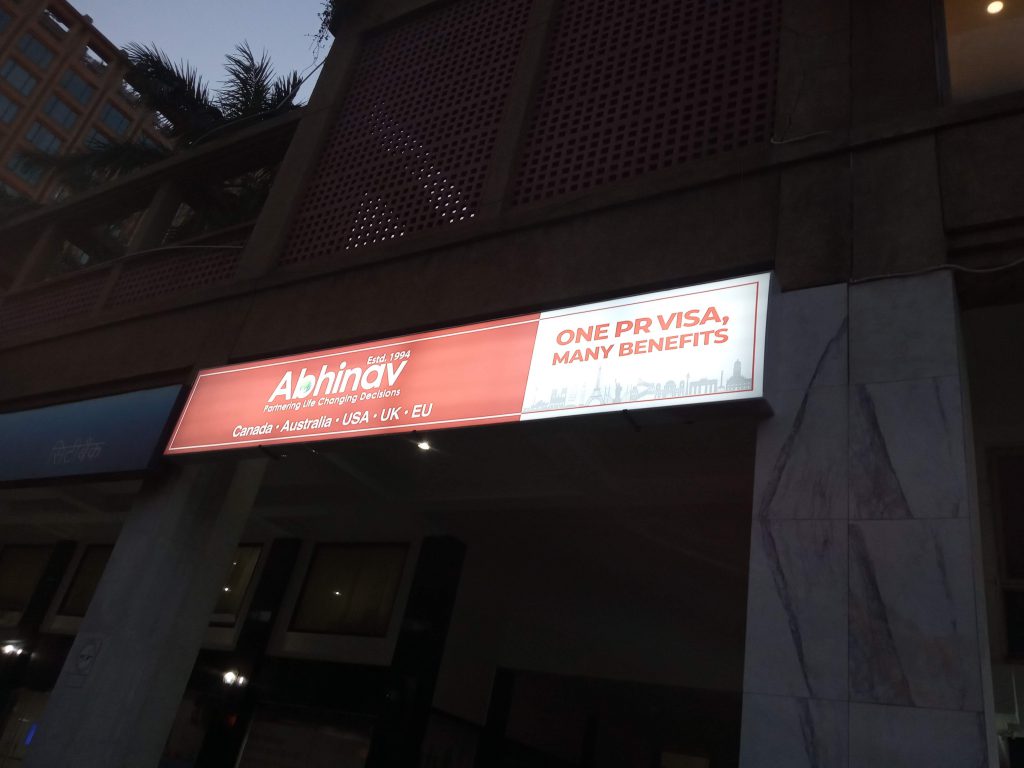 सिटीबैंक
Estd. 1994
Abhinav
Partnering Life Changing Decisions
Canada • Australia • USA • UK • EU
ONE PR VISA,
MANY BENEFITS